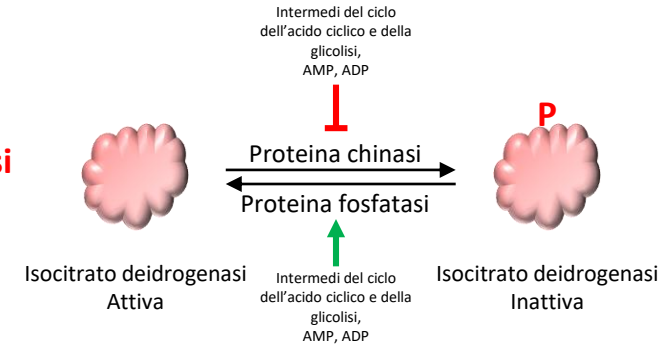 Intermedi del ciclo
dell'acido ciclico e della
glicolisi,
AMP, ADP
P
si
Proteina chinasi
Proteina fosfatasi
Isocitrato deidrogenasi
Attiva
Intermedi del ciclo
dell'acido ciclico e della
glicolisi,
AMP, ADP
Isocitrato deidrogenasi
Inattiva